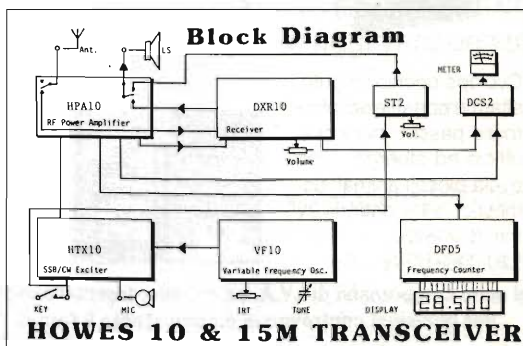 Block Diagram
Ant.
LS
METER
HPA10
RF Power Amplifier
DXR10
Receiver
ST2
DCS2
Volume
Vol.
HTX10
SSB/CW Exciter
VF10
Variable Frequency Osc.
DFD5
Frequency Counter
KEY
MIC
IRT
TUNE
DISPLAY
28.500
HOWES 10 & 15M TRANSCEIVER